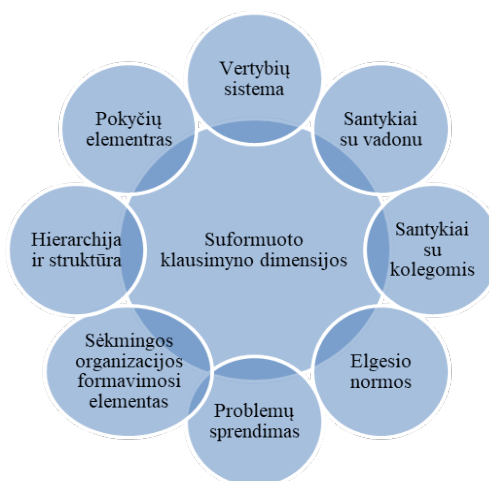 Vertybių
sistema
Santykiai
su vadonu
Santykiai
su
kolegomis
Elgesio
normos
Problemų
sprendimas
Sėkmingos
organizacijos
formavimosi
elementas
Hierarchija
ir struktūra
Pokyčių
elementras
Suformuoto
klausimyno dimensijos